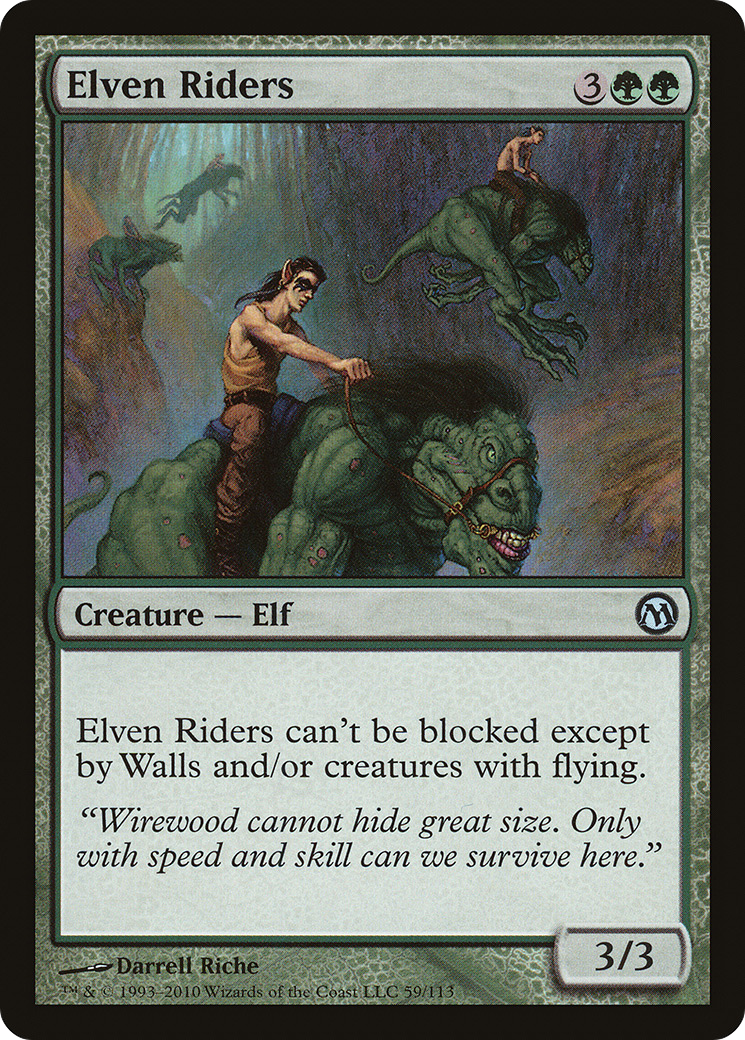 Elven Riders
3
Creature — Elf
M
Elven Riders can't be blocked except
by Walls and/or creatures with flying.
“Wirewood cannot hide great size. Only
with speed and skill can we survive here.”
3/3
Darrell Riche
™ & © 1993–2010 Wizards of the Coast LLC 59/113